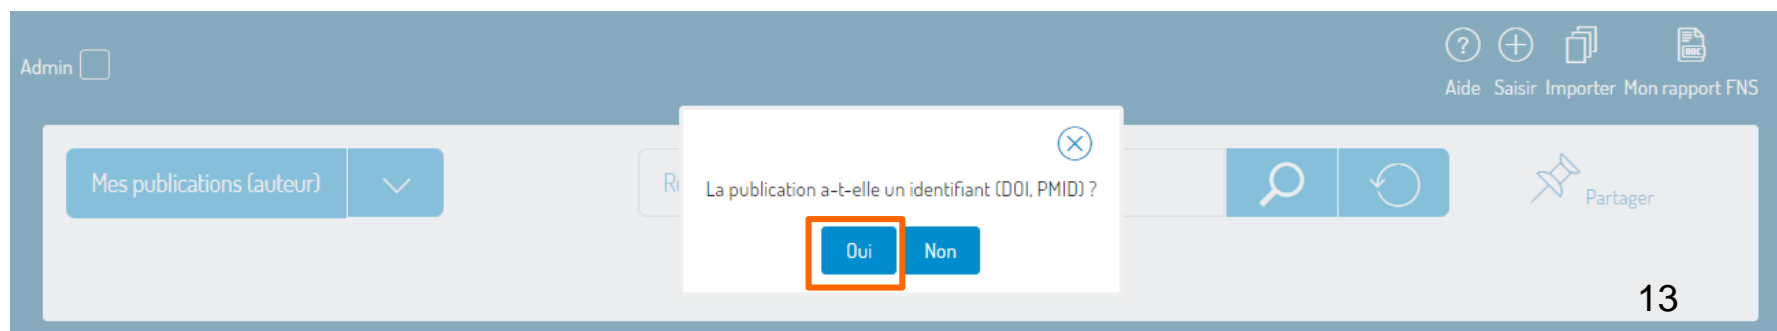 Admin
?
Aide Saisir Importer Mon rapport FNS
DOC
Mes publications (auteur)
La publication a-t-elle un identifiant (DOI, PMID) ?
Partager
Oui Non
13